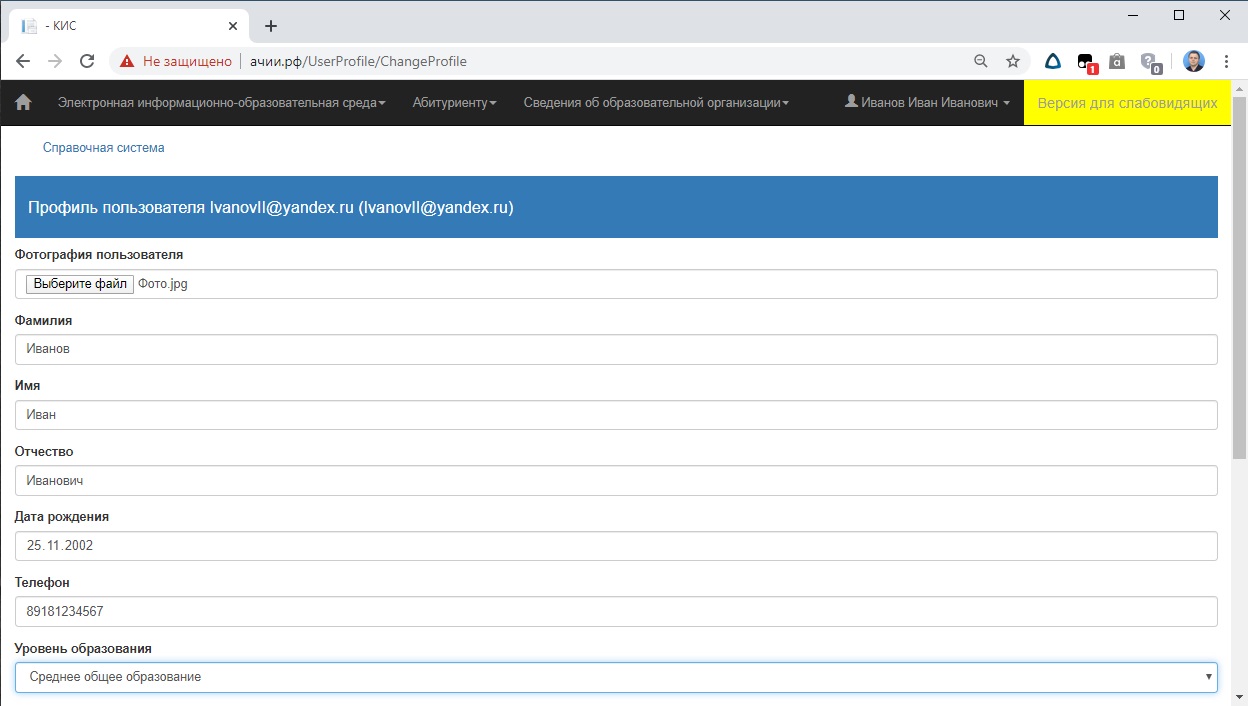 - КИС
Не защищено
ачии.рф/UserProfile/ChangeProfile
1
0
Электронная информационно-образовательная среда
Абитуриенту
Сведения об образовательной организации
Иванов Иван Иванович
Версия для слабовидящих
Справочная система
Профиль пользователя IvanovII@yandex.ru (IvanovII@yandex.ru)
Фотография пользователя
Выберите файл Фото.jpg
Фамилия
Иванов
Имя
Иван
Отчество
Иванович
Дата рождения
25.11.2002
Телефон
89181234567
Уровень образования
Среднее общее образование